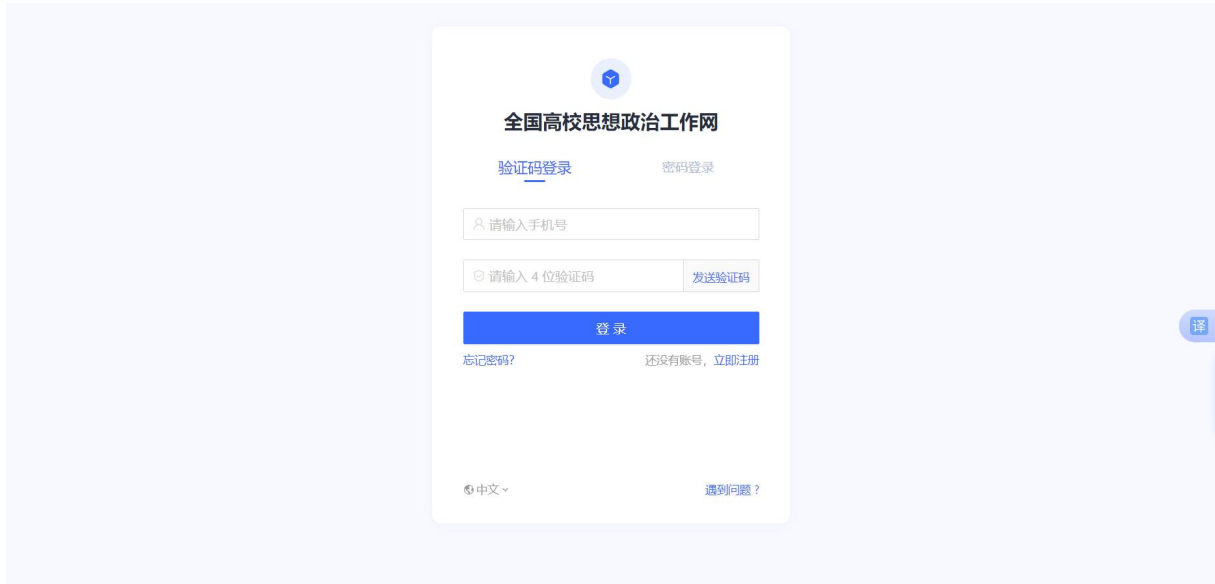 全国高校思想政治工作网
验证码登录 密码登录
请输入手机号
请输入 4 位验证码 发送验证码
登 录
忘记密码? 还没有账号，立即注册
中文 遇到问题？
译